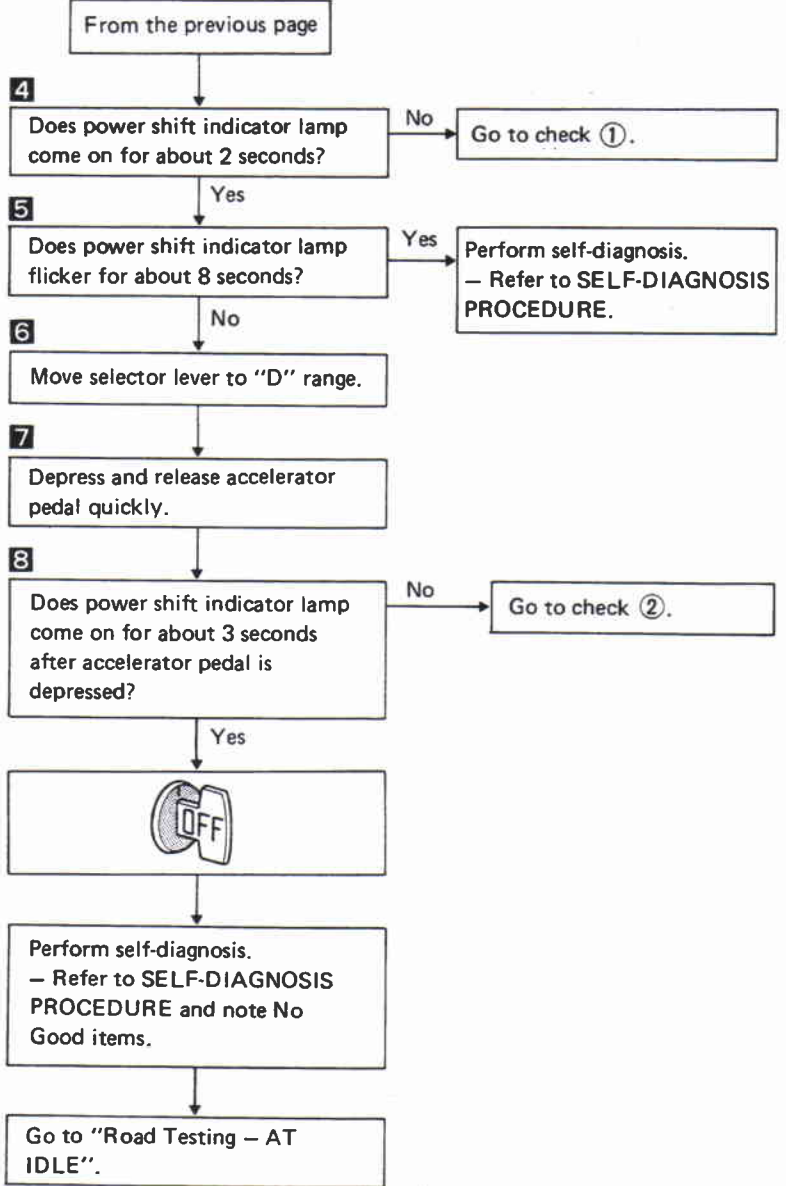 From the previous page
4
Does power shift indicator lamp
come on for about 2 seconds?
No
Go to check ①.
Yes
5
Does power shift indicator lamp
flicker for about 8 seconds?
Yes
Perform self-diagnosis.
— Refer to SELF-DIAGNOSIS
PROCEDURE.
No
6
Move selector lever to "D" range.
7
Depress and release accelerator
pedal quickly.
8
Does power shift indicator lamp
come on for about 3 seconds
after accelerator pedal is
depressed?
No
Go to check ②.
Yes
OFF
Perform self-diagnosis.
— Refer to SELF-DIAGNOSIS
PROCEDURE and note No
Good items.
Go to "Road Testing — AT
IDLE".